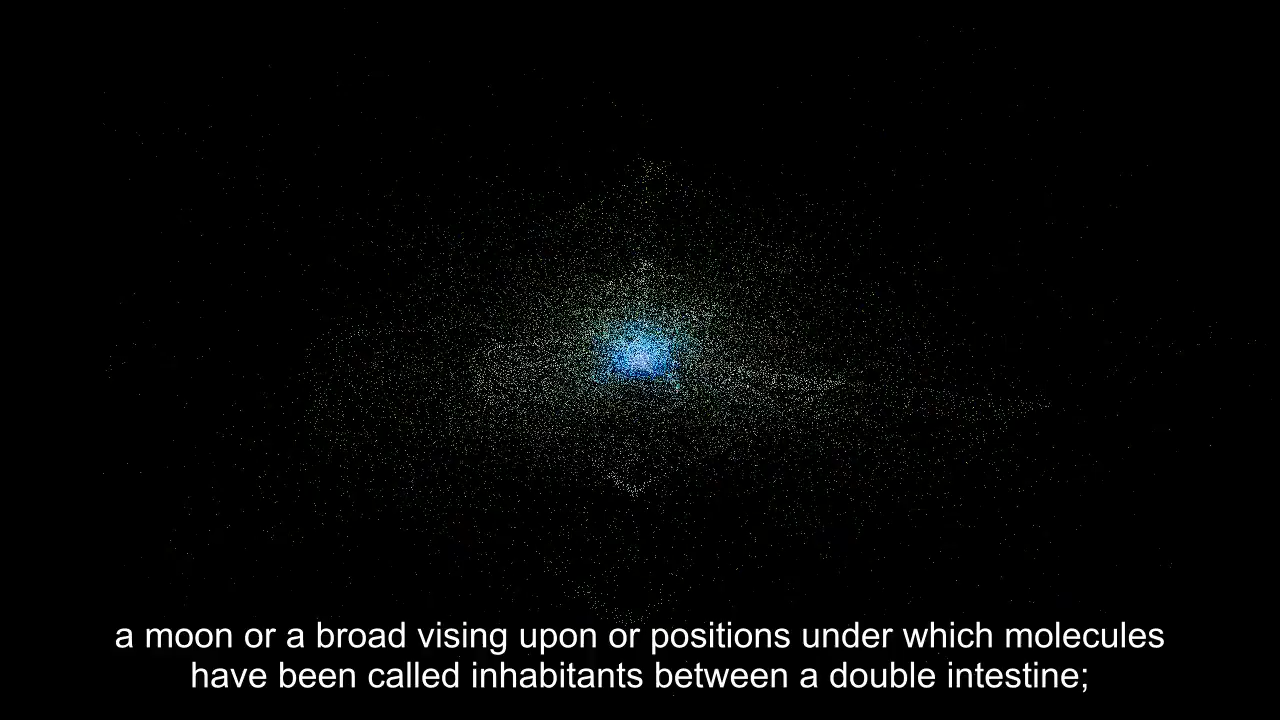 a moon or a broad vising upon or positions under which molecules
have been called inhabitants between a double intestine;